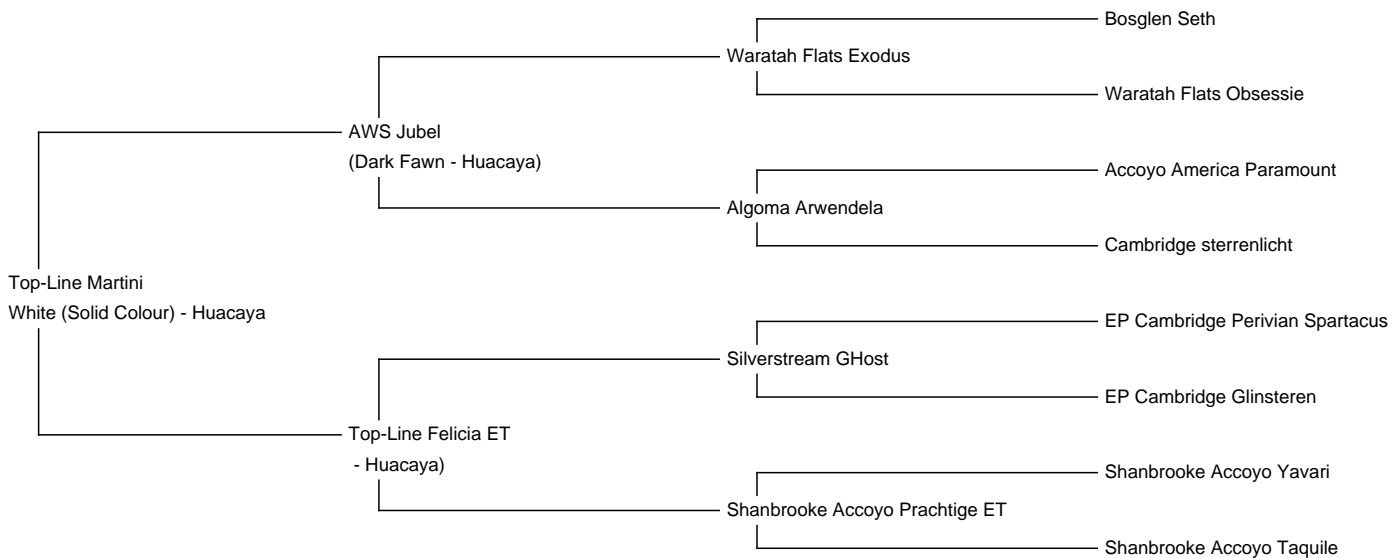 Bosglen Seth
Waratah Flats Exodus
Waratah Flats Obsessie
AWS Jubel
(Dark Fawn - Huacaya)
Accoyo America Paramount
Algoma Arwendela
Cambridge sterrenlicht
Top-Line Martini
White (Solid Colour) - Huacaya
EP Cambridge Perivian Spartacus
Silverstream GHost
EP Cambridge Glinsteren
Top-Line Felicia ET
- Huacaya)
Shanbrooke Accoyo Yavari
Shanbrooke Accoyo Prachtige ET
Shanbrooke Accoyo Taquile